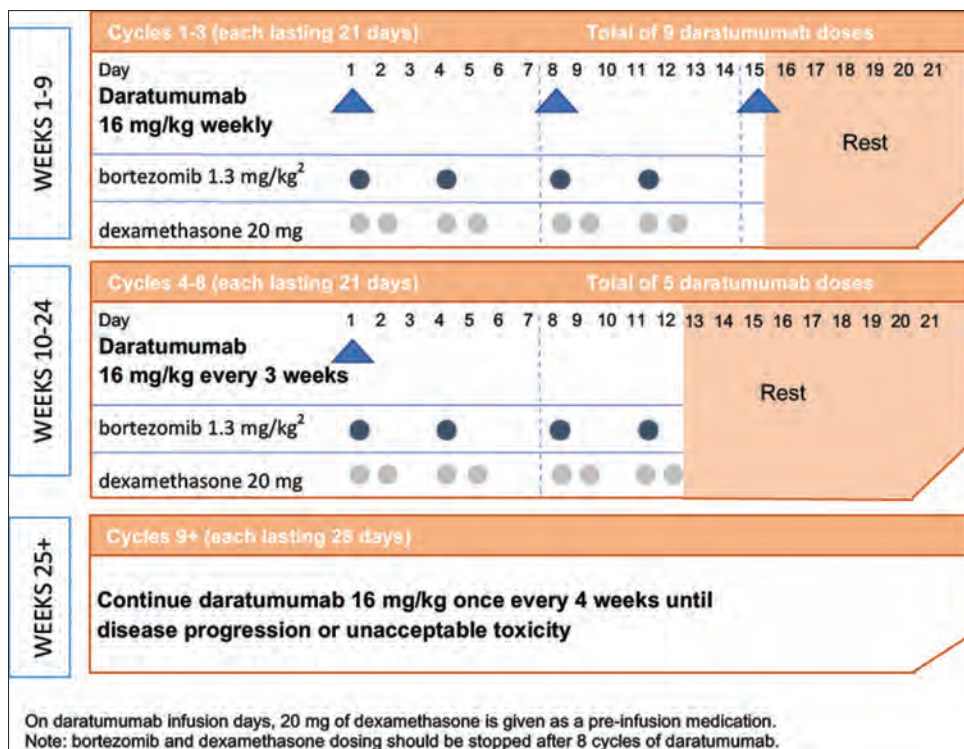 WEEKS 1-9
Cycles 1-3 (each lasting 21 days) Total of 9 daratumumab doses
Day 1 2 3 4 5 6 7 8 9 10 11 12 13 14 15 16 17 18 19 20 21
Daratumumab
16 mg/kg weekly
Rest
bortezomib 1.3 mg/kg²
dexamethasone 20 mg
WEEKS 10-24
Cycles 4-8 (each lasting 21 days) Total of 5 daratumumab doses
Day 1 2 3 4 5 6 7 8 9 10 11 12 13 14 15 16 17 18 19 20 21
Daratumumab
16 mg/kg every 3 weeks
Rest
bortezomib 1.3 mg/kg²
dexamethasone 20 mg
WEEKS 25+
Cycles 9+ (each lasting 28 days)
Continue daratumumab 16 mg/kg once every 4 weeks until
disease progression or unacceptable toxicity
On daratumumab infusion days, 20 mg of dexamethasone is given as a pre-infusion medication.
Note: bortezomib and dexamethasone dosing should be stopped after 8 cycles of daratumumab.